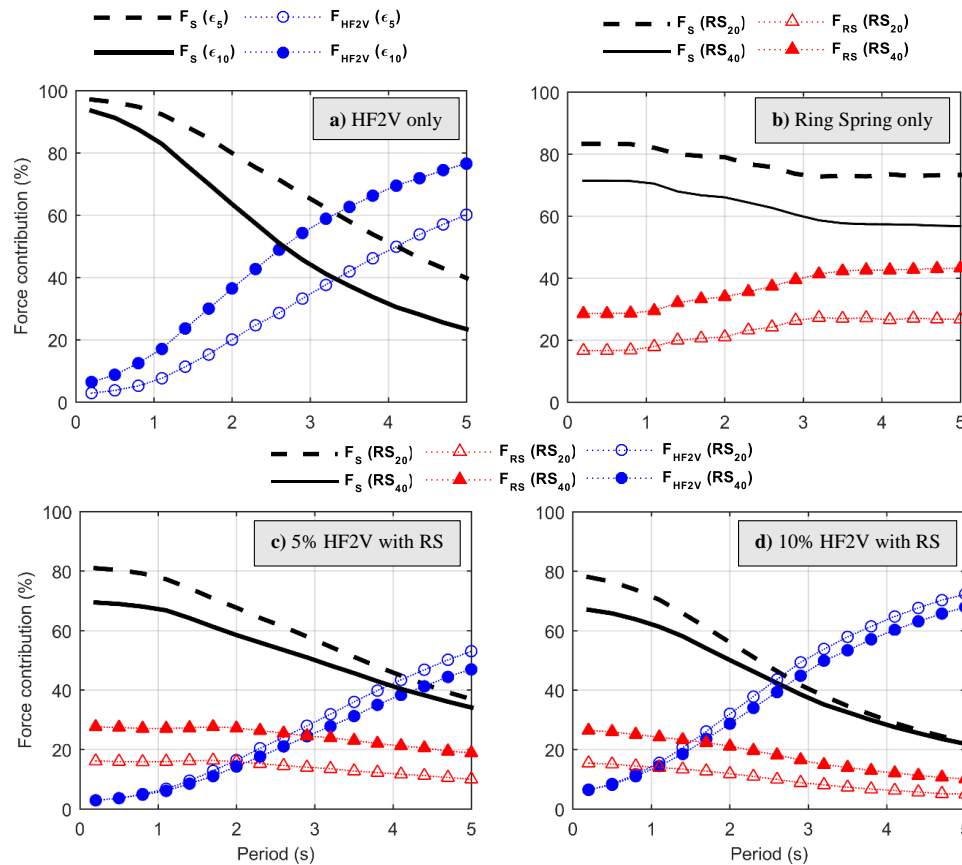 F_S (ϵ_5) F_HF2V (ϵ_5)
F_S (ϵ_10) F_HF2V (ϵ_10)
F_S (RS_20) F_RS (RS_20)
F_S (RS_40) F_RS (RS_40)
Force contribution (%)
100
80
60
40
20
0
0 1 2 3 4 5
a) HF2V only
100
80
60
40
20
0
0 1 2 3 4 5
b) Ring Spring only
F_S (RS_20) F_RS (RS_20) F_HF2V (RS_20)
F_S (RS_40) F_RS (RS_40) F_HF2V (RS_40)
Force contribution (%)
100
80
60
40
20
0
0 1 2 3 4 5
c) 5% HF2V with RS
Period (s)
100
80
60
40
20
0
0 1 2 3 4 5
d) 10% HF2V with RS
Period (s)